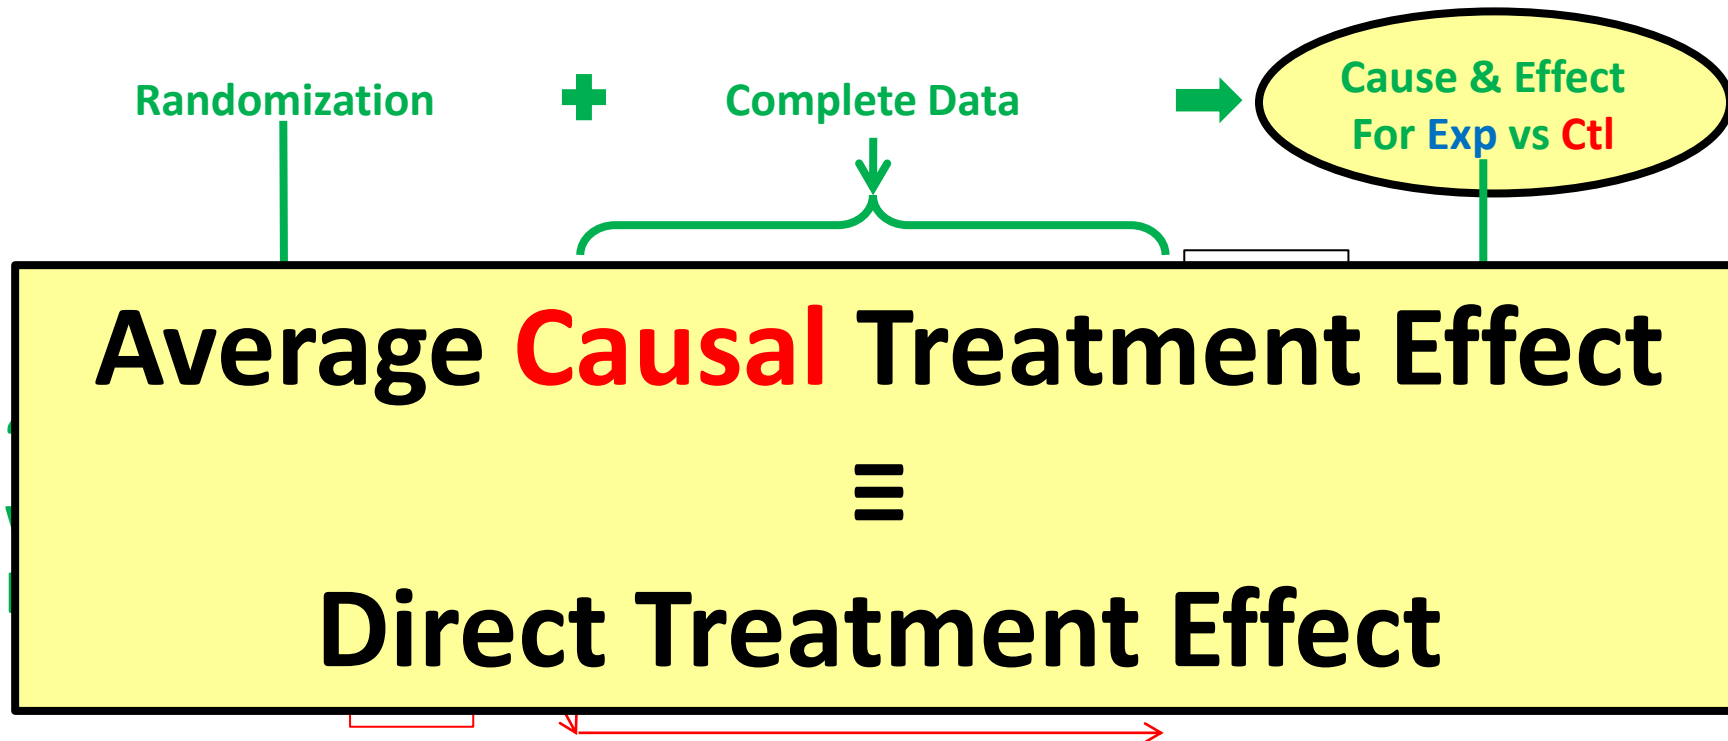 Randomization + Complete Data
Cause & Effect
For Exp vs Ctl
Average Causal Treatment Effect
≡
Direct Treatment Effect